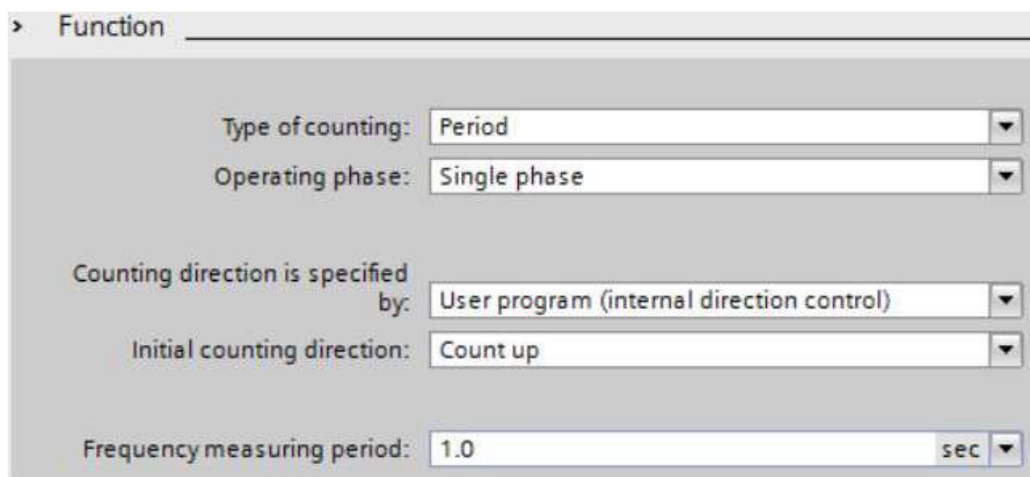 Function
Type of counting: Period
Operating phase: Single phase
Counting direction is specified
by: User program (internal direction control)
Initial counting direction: Count up
Frequency measuring period: 1.0 sec